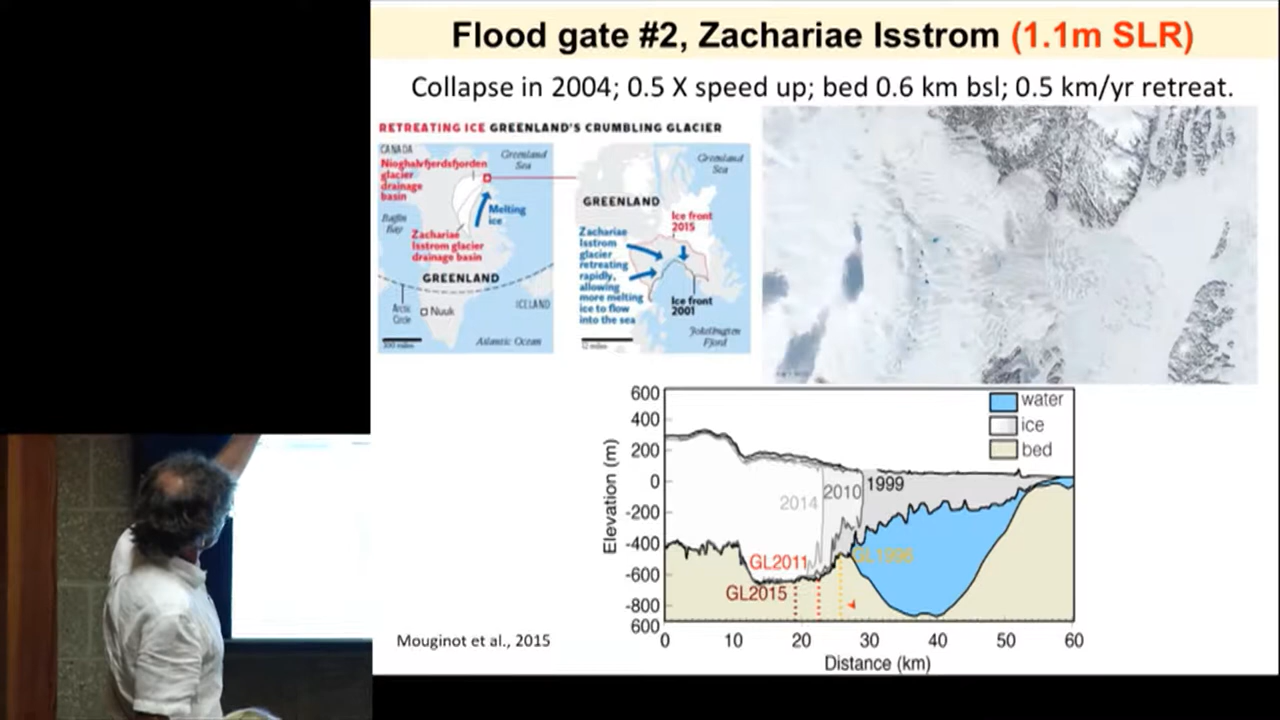 Flood gate #2, Zachariae Isstrom (1.1m SLR)
Collapse in 2004; 0.5 X speed up; bed 0.6 km bsl; 0.5 km/yr retreat.
RETREATING ICE GREENLAND'S CRUMBLING GLACIER
CANADA
Nioghalvfjerdsfjorden
glacier
drainage
basin
Greenland
Sea
Baffin
Bay
Melting
ice
Zachariae
Isstrom glacier
drainage basin
GREENLAND
Arctic
Circle
Nuuk
ICELAND
Atlantic Ocean
300 miles
Greenland
Sea
GREENLAND
Ice front
2015
Zachariae
Isstrom
glacier
retreating
rapidly,
allowing
more melting
ice to flow
into the sea
Ice front
2001
Fjord
12 miles
600
400
200
0
-200
-400
-600
-800
600
Elevation (m)
water
ice
bed
2014
2010
1999
GL2011
GL1996
GL2015
0
10
20
30
40
50
60
Distance (km)
Mouginot et al., 2015